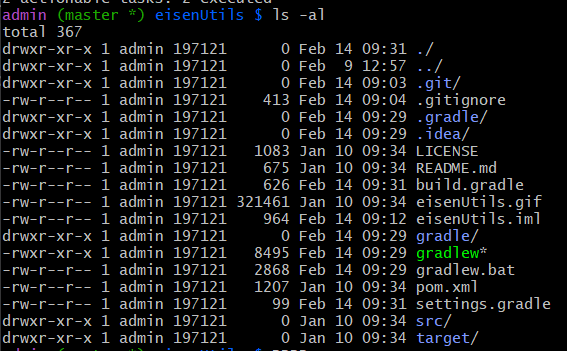 2 actionable tasks: 2 executed
admin (master *) eisenUtils $ ls -al
total 367
drwxr-xr-x 1 admin 197121      0 Feb 14 09:31 ./
drwxr-xr-x 1 admin 197121      0 Feb  9 12:57 ../
drwxr-xr-x 1 admin 197121      0 Feb 14 09:03 .git/
-rw-r--r-- 1 admin 197121    413 Feb 14 09:04 .gitignore
drwxr-xr-x 1 admin 197121      0 Feb 14 09:29 .gradle/
drwxr-xr-x 1 admin 197121      0 Feb 14 09:29 .idea/
-rw-r--r-- 1 admin 197121   1083 Jan 10 09:34 LICENSE
-rw-r--r-- 1 admin 197121    675 Jan 10 09:34 README.md
-rw-r--r-- 1 admin 197121    626 Feb 14 09:31 build.gradle
-rw-r--r-- 1 admin 197121 321461 Jan 10 09:34 eisenUtils.gif
-rw-r--r-- 1 admin 197121    964 Feb 14 09:12 eisenUtils.iml
drwxr-xr-x 1 admin 197121      0 Feb 14 09:29 gradle/
-rwxr-xr-x 1 admin 197121   8495 Feb 14 09:29 gradlew*
-rw-r--r-- 1 admin 197121   2868 Feb 14 09:29 gradlew.bat
-rw-r--r-- 1 admin 197121   1207 Jan 10 09:34 pom.xml
-rw-r--r-- 1 admin 197121     99 Feb 14 09:31 settings.gradle
drwxr-xr-x 1 admin 197121      0 Jan 10 09:34 src/
drwxr-xr-x 1 admin 197121      0 Jan 10 09:34 target/
admin (master *) eisenUtils $